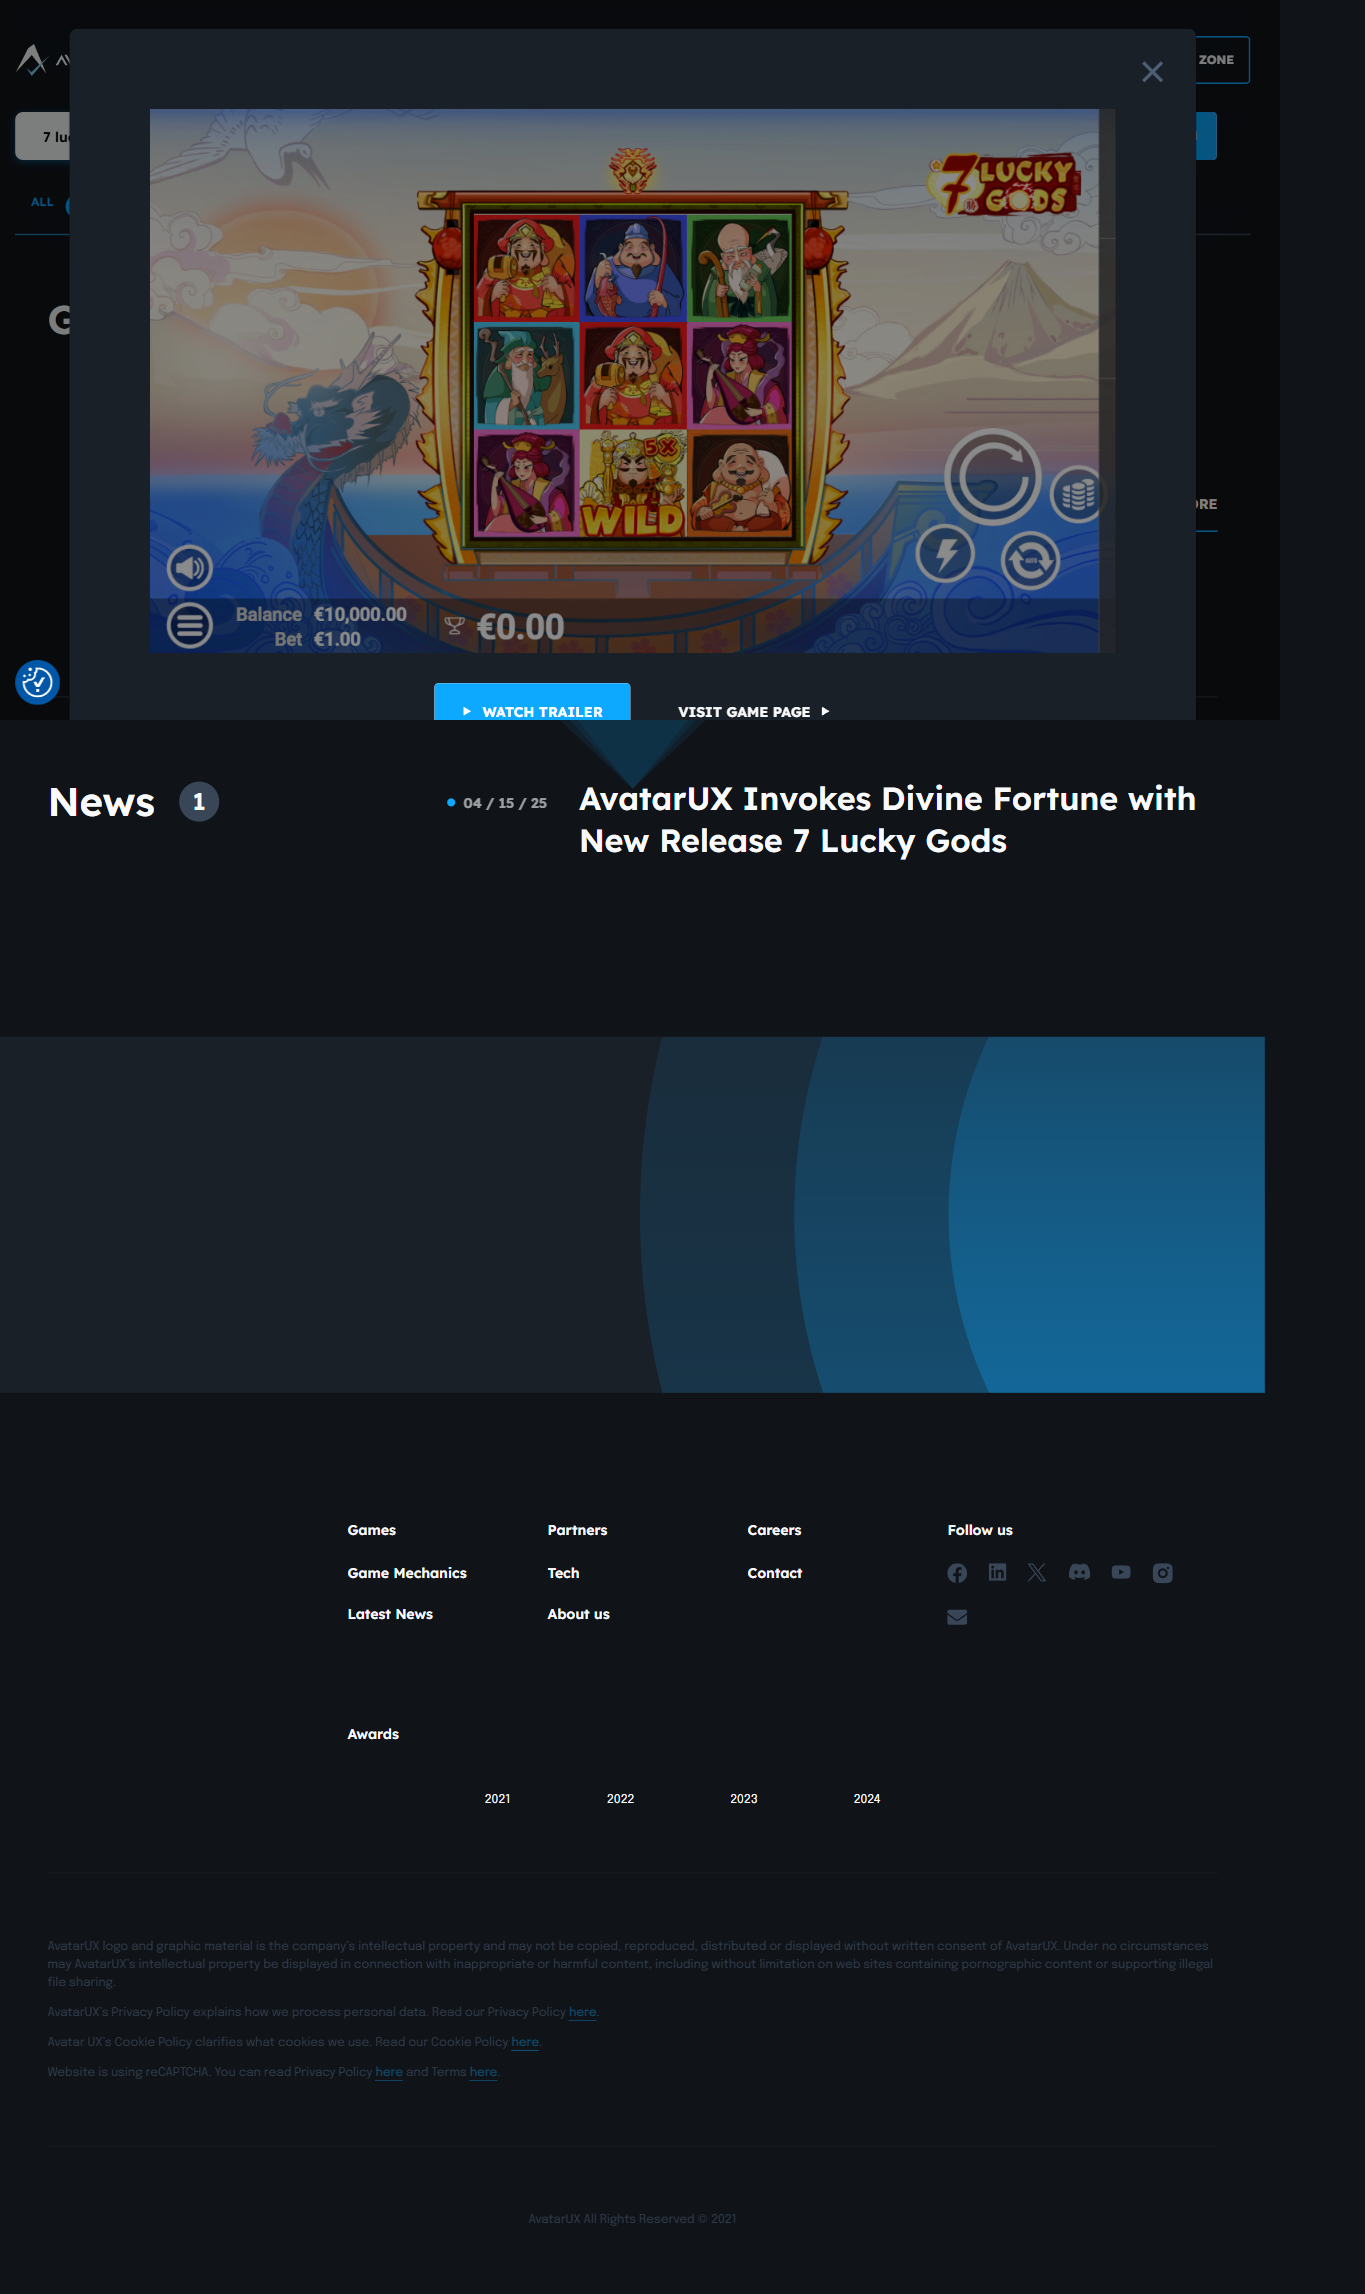 ZONE
7 luc
ALL
G
7 LUCKY
GODS
5X
WILD
ORE
AUTO
Balance €10,000.00
Bet €1.00
€0.00
WATCH TRAILER
VISIT GAME PAGE
News 1
04 / 15 / 25
AvatarUX Invokes Divine Fortune with
New Release 7 Lucky Gods
Games
Partners
Careers
Follow us
Game Mechanics
Tech
Contact
Latest News
About us
Awards
2021
2022
2023
2024
AvatarUX logo and graphic material is the company's intellectual property and may not be copied, reproduced, distributed or displayed without written consent of AvatarUX. Under no circumstances
may AvatarUX's intellectual property be displayed in connection with inappropriate or harmful content, including without limitation on web sites containing pornographic content or supporting illegal
file sharing.
AvatarUX's Privacy Policy explains how we process personal data. Read our Privacy Policy here.
Avatar UX's Cookie Policy clarifies what cookies we use. Read our Cookie Policy here.
Website is using reCAPTCHA. You can read Privacy Policy here and Terms here.
AvatarUX All Rights Reserved © 2021